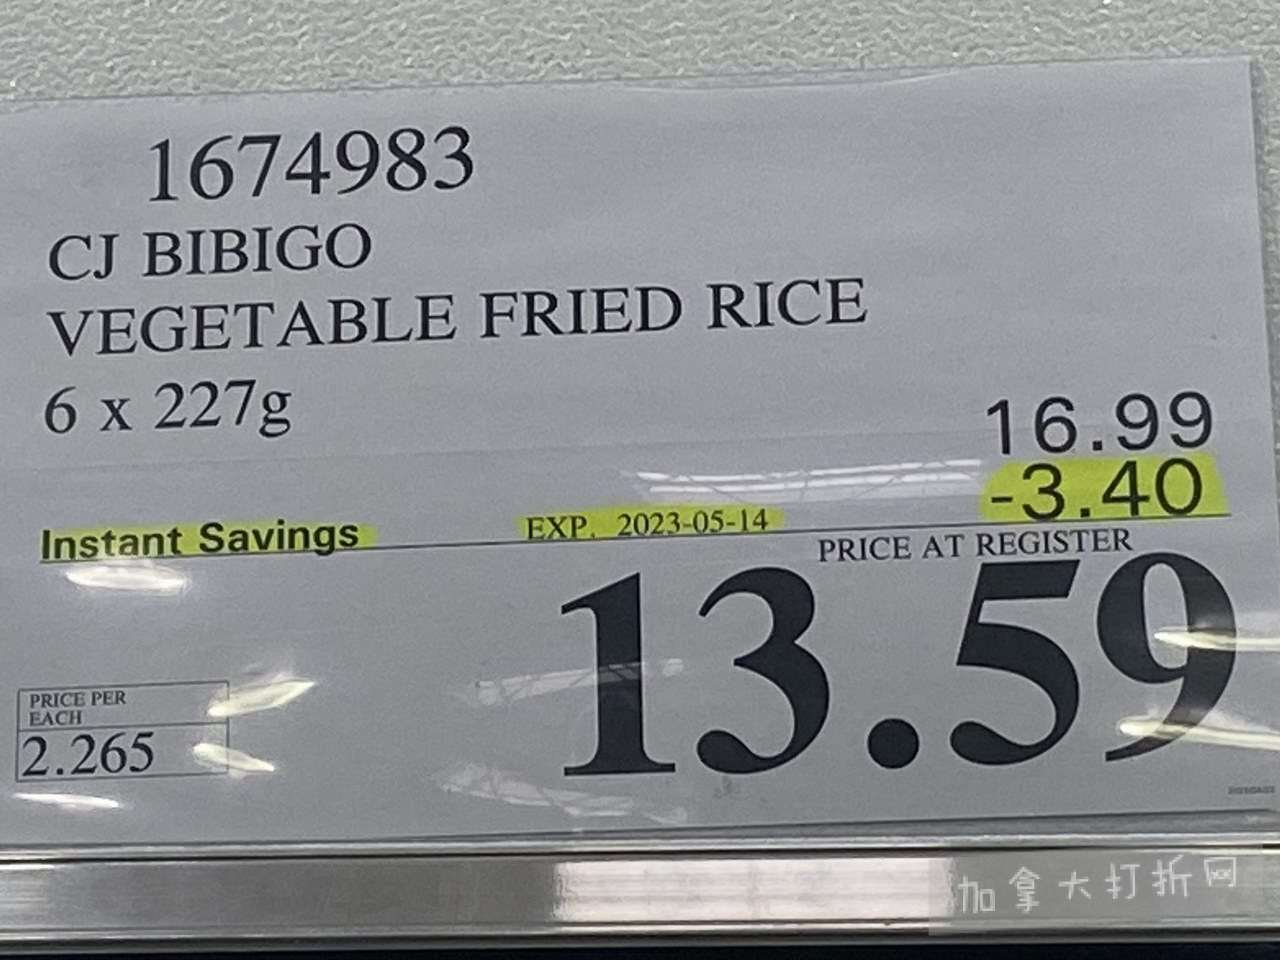 1674983
CJ BIBIGO
VEGETABLE FRIED RICE
6 x 227g
16.99
-3.40
Instant Savings EXP. 2023-05-14
PRICE AT REGISTER
13.59
PRICE PER
EACH
2.265
加拿大打折网